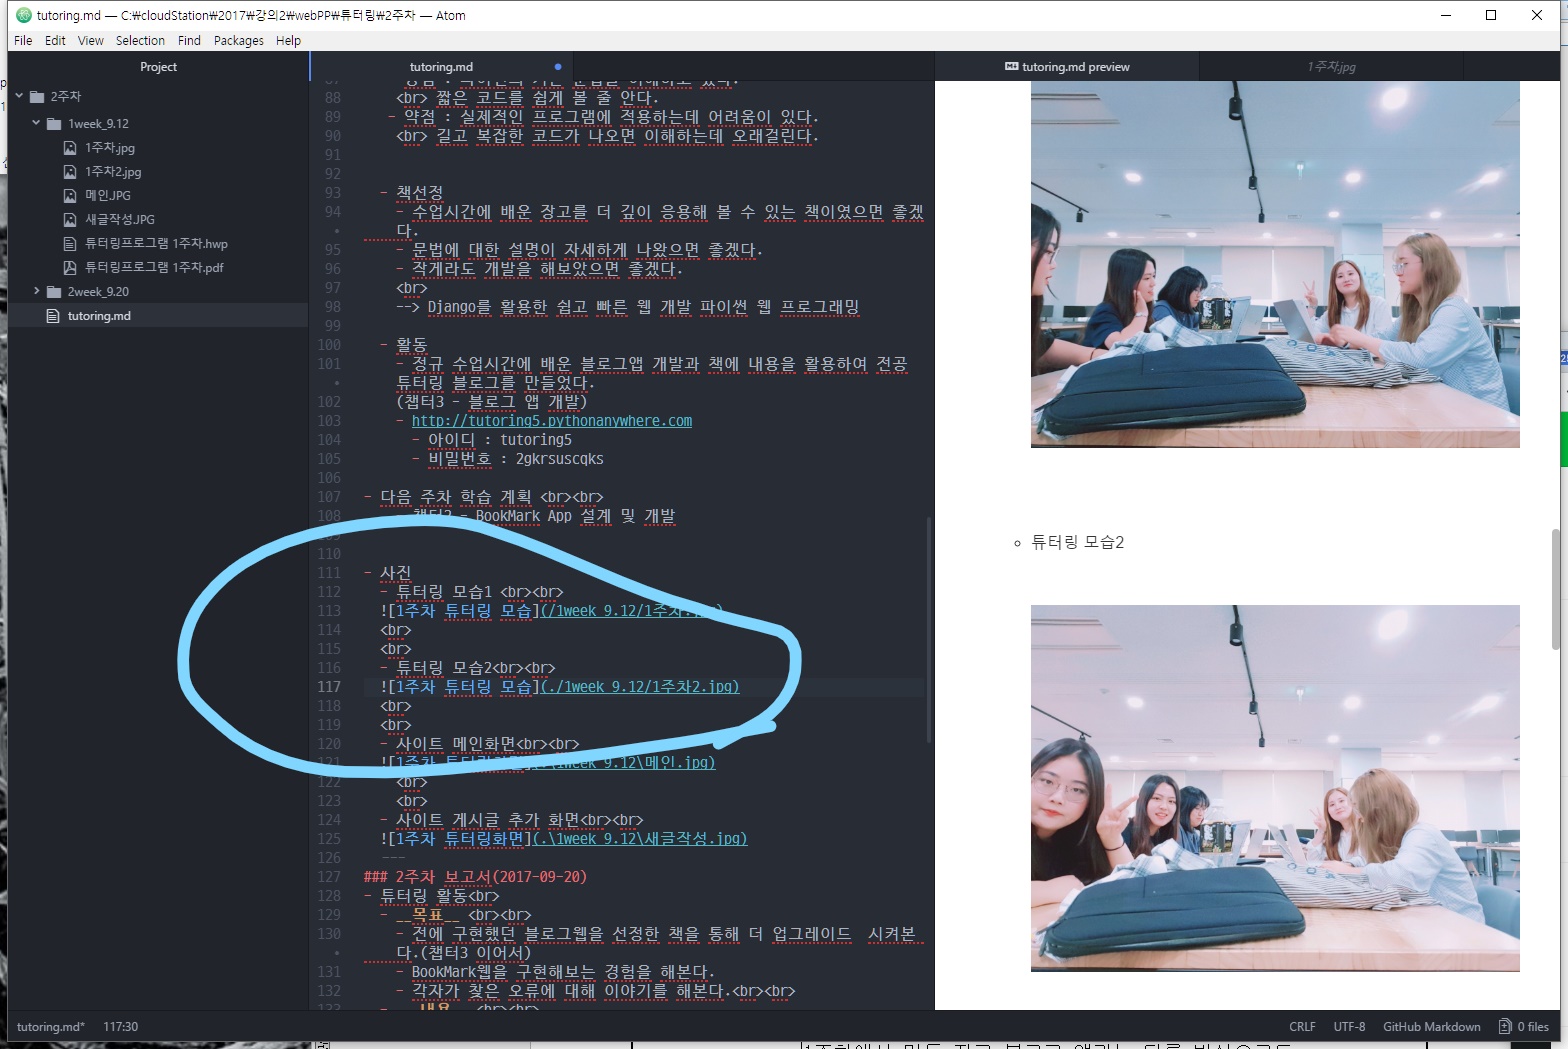 tutoring.md — C:₩cloudStation₩2017₩강의2₩webPP₩튜터링₩2주차 — Atom
File Edit View Selection Find Packages Help
Project
2주차
1week_9.12
1주차.jpg
1주차2.jpg
메인.JPG
새글작성.JPG
튜터링프로그램 1주차.hwp
튜터링프로그램 1주차.pdf
2week_9.20
tutoring.md
tutoring.md
88 <br> 짧은 코드를 쉽게 볼 줄 안다.
89 - 약점 : 실제적인 프로그램에 적용하는데 어려움이 있다.
90 <br> 길고 복잡한 코드가 나오면 이해하는데 오래걸린다.
91
92
93 - 책선정
94 - 수업시간에 배운 장고를 더 깊이 응용해 볼 수 있는 책이였으면 좋겠
• 다.
95 - 문법에 대한 설명이 자세하게 나왔으면 좋겠다.
96 - 작게라도 개발을 해보았으면 좋겠다.
97 <br>
98 --> Django를 활용한 쉽고 빠른 웹 개발 파이썬 웹 프로그래밍
99
100 - 활동
101 - 정규 수업시간에 배운 블로그앱 개발과 책에 내용을 활용하여 전공
• 튜터링 블로그를 만들었다.
102 (챕터3 - 블로그 앱 개발)
103 - http://tutoring5.pythonanywhere.com
104 - 아이디 : tutoring5
105 - 비밀번호 : 2gkrsuscqks
106
107 - 다음 주차 학습 계획 <br><br>
108 BookMark App 설계 및 개발
110
111 - 사진
112 - 튜터링 모습1 <br><br>
113 ![1주차 튜터링 모습](/1week_9.12/1주차.jpg)
114 <br>
115 <br>
116 - 튜터링 모습2<br><br>
117 ![1주차 튜터링 모습](./1week_9.12/1주차2.jpg)
118 <br>
119 <br>
120 - 사이트 메인화면<br><br>
121 ![1주차 9.12\메인.jpg)
122 <br>
123 <br>
124 - 사이트 게시글 추가 화면<br><br>
125 ![1주차 튜터링화면](.\1week_9.12\새글작성.jpg)
126 ---
127 ### 2주차 보고서(2017-09-20)
128 - 튜터링 활동<br>
129 - __목표__ <br><br>
130 - 전에 구현했던 블로그웹을 선정한 책을 통해 더 업그레이드 시켜본
• 다.(챕터3 이어서)
131 - BookMark웹을 구현해보는 경험을 해본다.
132 - 각자가 찾은 오류에 대해 이야기를 해본다.<br><br>
tutoring.md preview
1주차.jpg
튜터링 모습2
tutoring.md* 117:30
CRLF UTF-8 GitHub Markdown 0 files